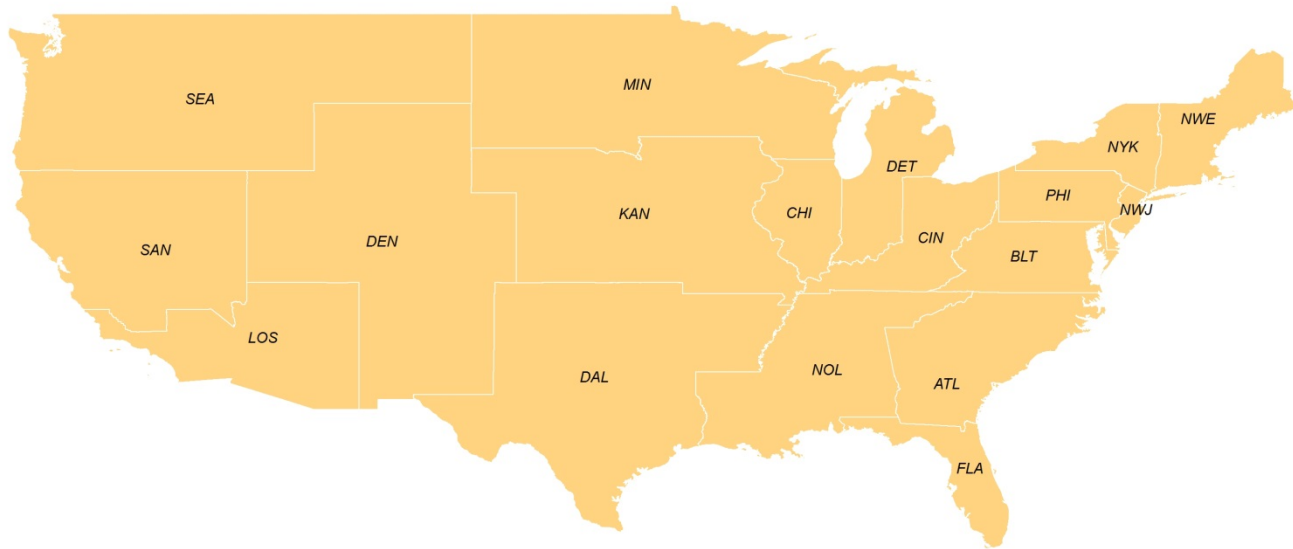 SEA
MIN
NWE
NYK
DET
PHI
NWJ
KAN
CHI
CIN
DEN
SAN
BLT
LOS
NOL
DAL
ATL
FLA